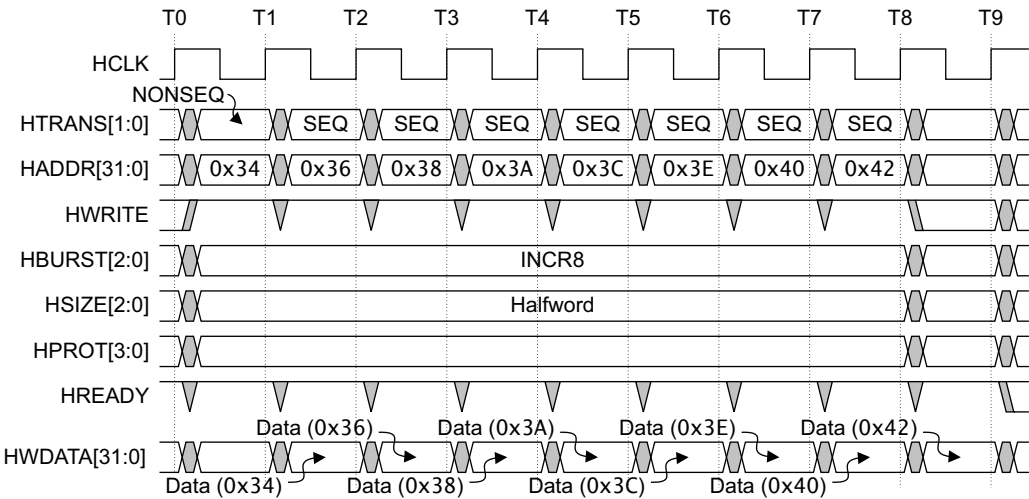 T0 T1 T2 T3 T4 T5 T6 T7 T8 T9
HCLK
NONSEQ
HTRANS[1:0] SEQ SEQ SEQ SEQ SEQ SEQ SEQ
HADDR[31:0] 0x34 0x36 0x38 0x3A 0x3C 0x3E 0x40 0x42
HWRITE
HBURST[2:0] INCR8
HSIZE[2:0] Halfword
HPROT[3:0]
HREADY
Data (0x36) Data (0x3A) Data (0x3E) Data (0x42)
HWDATA[31:0]
Data (0x34) Data (0x38) Data (0x3C) Data (0x40)